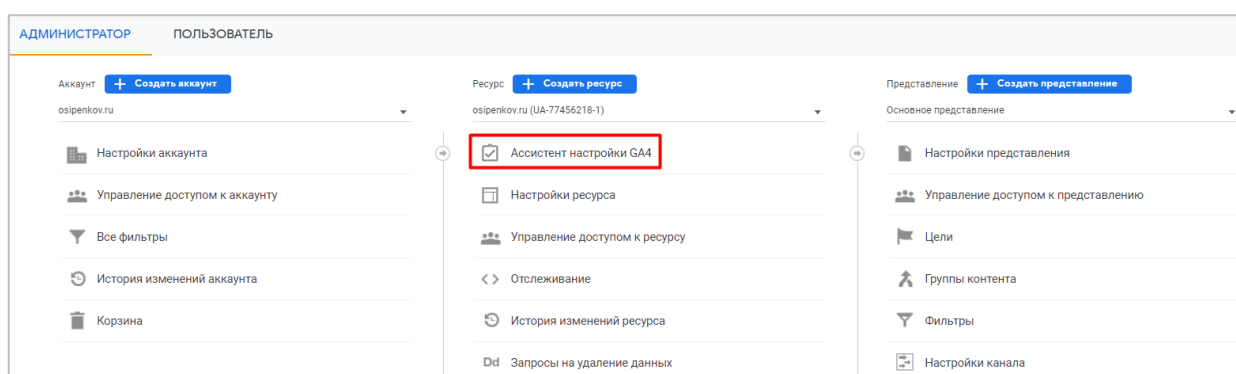 АДМИНИСТРАТОР ПОЛЬЗОВАТЕЛЬ
Аккаунт + Создать аккаунт
osipenkov.ru
Настройки аккаунта
Управление доступом к аккаунту
Все фильтры
История изменений аккаунта
Корзина
Ресурс + Создать ресурс
osipenkov.ru (UA-77456218-1)
Ассистент настройки GA4
Настройки ресурса
Управление доступом к ресурсу
<> Отслеживание
История изменений ресурса
Dd Запросы на удаление данных
Представление + Создать представление
Основное представление
Настройки представления
Управление доступом к представлению
Цели
Группы контента
Фильтры
Настройки канала